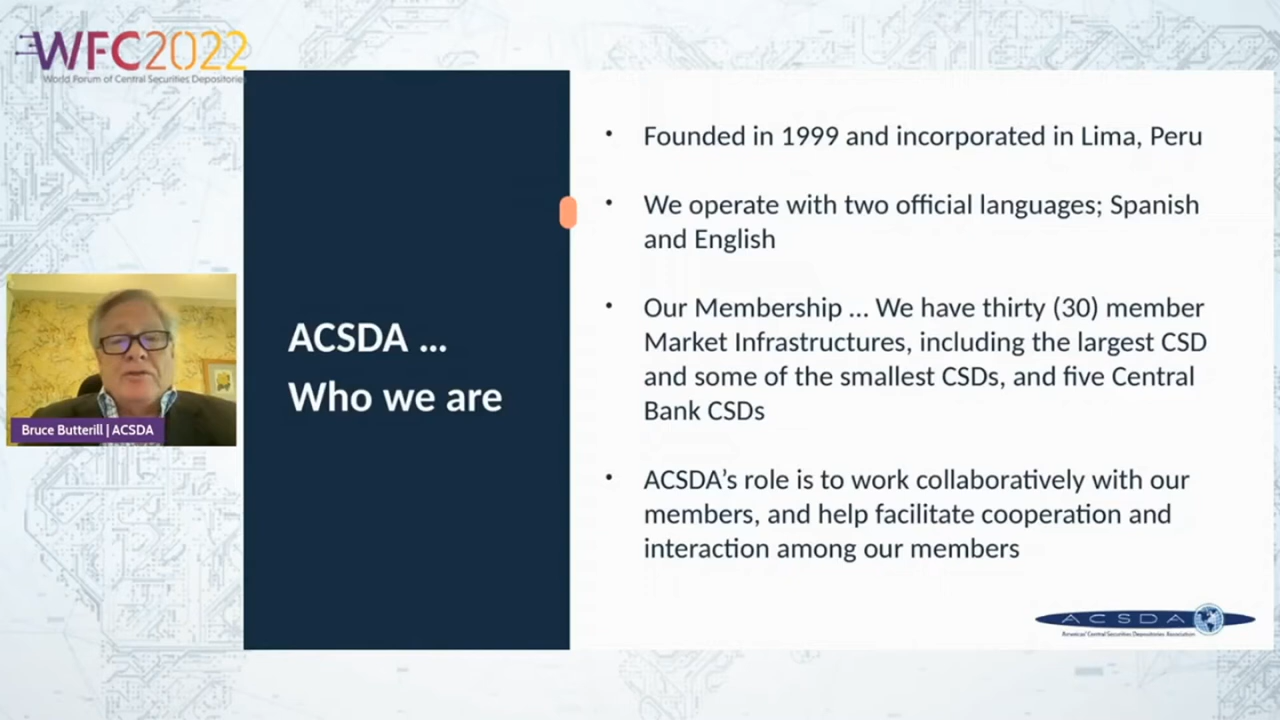 WFC2022
World Forum of Central Securities Depositories
ACSDA ...
Who we are
• Founded in 1999 and incorporated in Lima, Peru
• We operate with two official languages; Spanish
and English
• Our Membership ... We have thirty (30) member
Market Infrastructures, including the largest CSD
and some of the smallest CSDs, and five Central
Bank CSDs
• ACSDA’s role is to work collaboratively with our
members, and help facilitate cooperation and
interaction among our members
Bruce Butterill | ACSDA
ACSDA
Americas' Central Securities Depositories Association